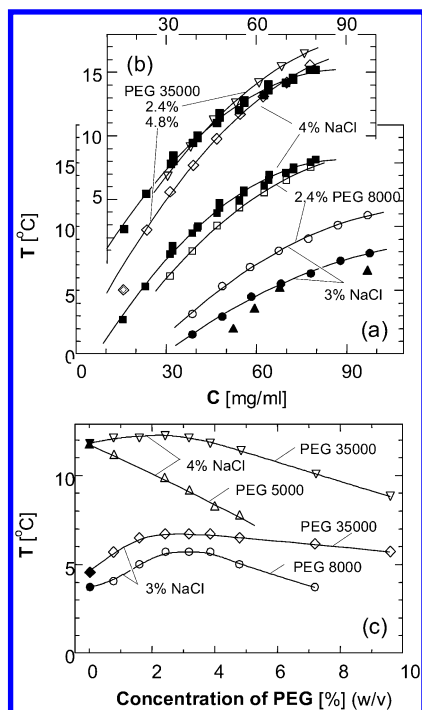 30 60 90
(b)
PEG 35000
2.4%
4.8%
15
10
5
4% NaCl
15
2.4% PEG 8000
10
5
0
3% NaCl
(a)
T [°C]
0 30 60 90
C [mg/ml]
PEG 35000
4% NaCl
10
PEG 5000
PEG 35000
5
PEG 8000
3% NaCl
(c)
0
T [°C]
0 2 4 6 8 10
Concentration of PEG [%] (w/v)